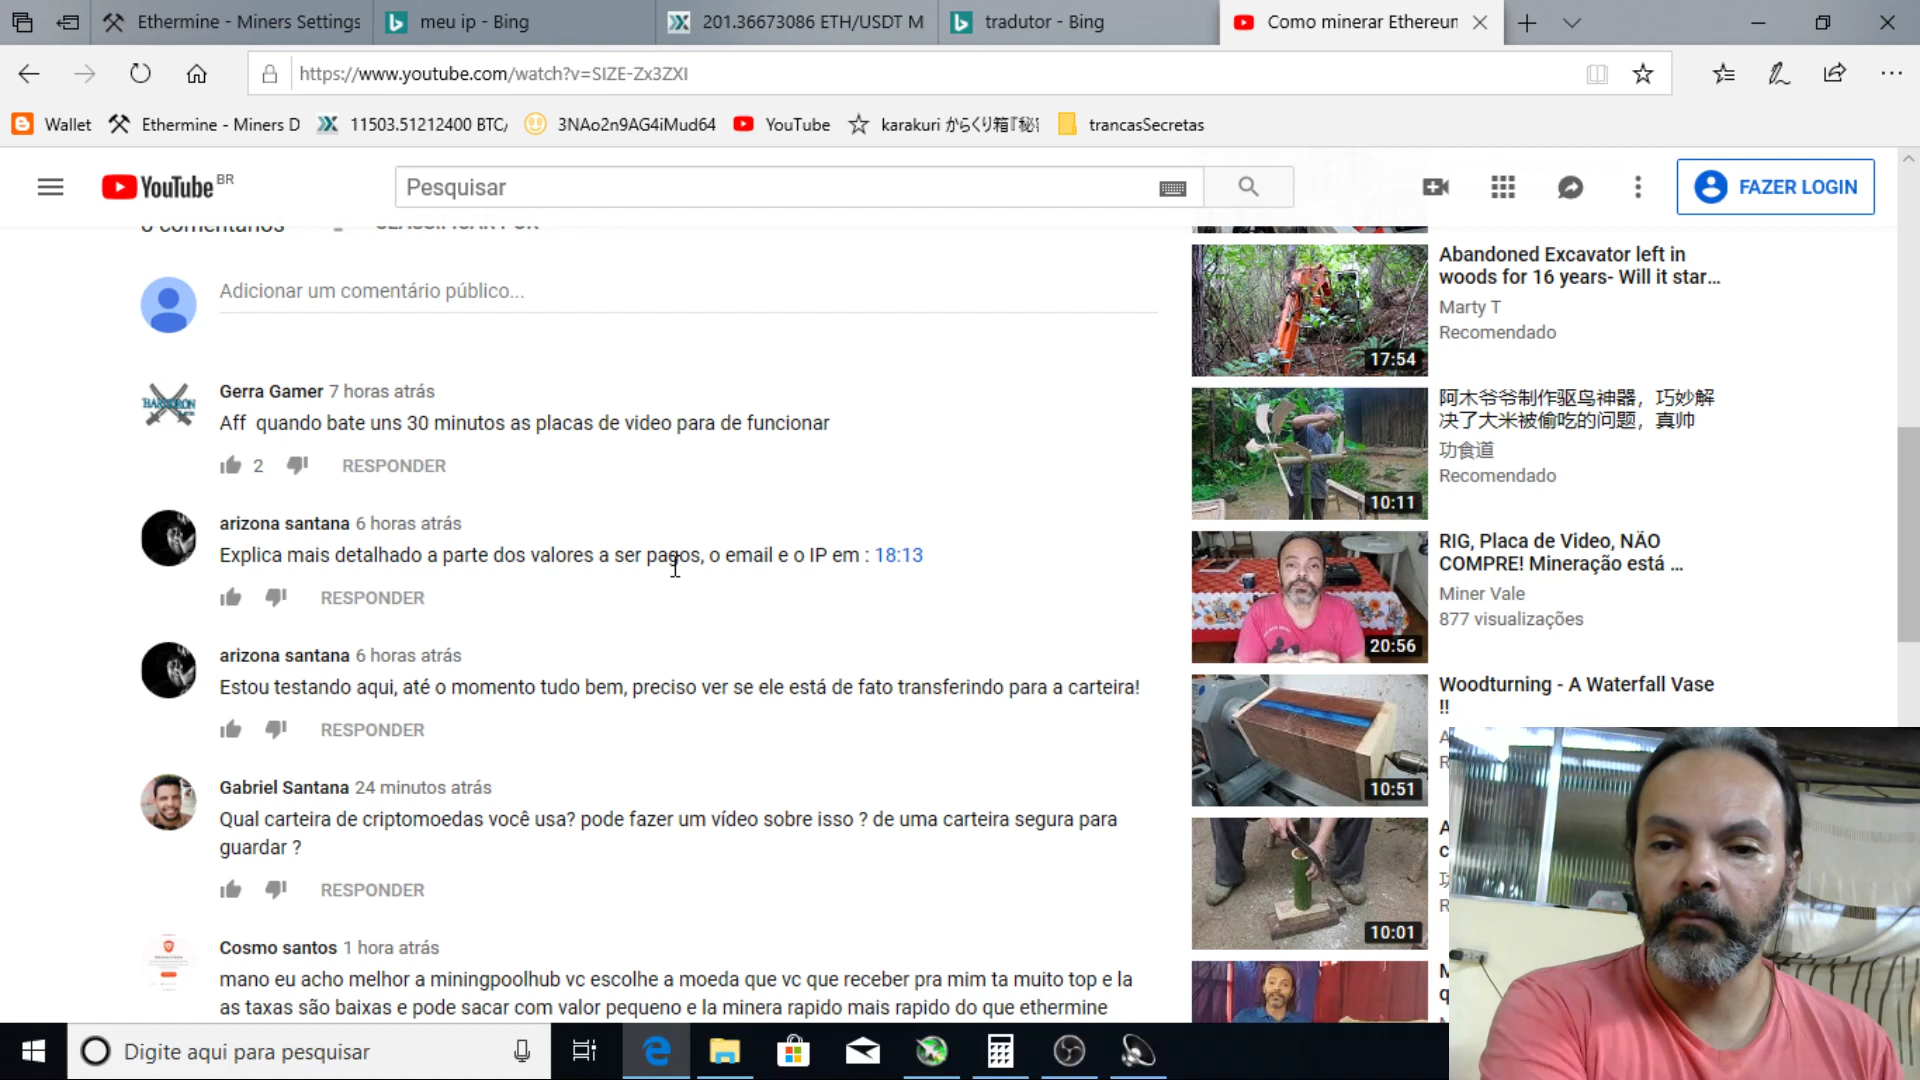 Ethermine - Miners Settings
meu ip - Bing
201.36673086 ETH/USDT M
tradutor - Bing
Como minerar Ethereum
https://www.youtube.com/watch?v=SIZE-Zx3ZXI
Wallet
Ethermine - Miners D
11503.51212400 BTC/
3NAo2n9AG4iMud64
YouTube
karakuri からくり箱『秘
trancasSecretas
YouTube BR
Pesquisar
FAZER LOGIN
comentários CLASSIFICAR POR
Adicionar um comentário público...
Gerra Gamer 7 horas atrás
Aff quando bate uns 30 minutos as placas de video para de funcionar
2 RESPONDER
arizona santana 6 horas atrás
Explica mais detalhado a parte dos valores a ser pagos, o email e o IP em : 18:13
RESPONDER
arizona santana 6 horas atrás
Estou testando aqui, até o momento tudo bem, preciso ver se ele está de fato transferindo para a carteira!
RESPONDER
Gabriel Santana 24 minutos atrás
Qual carteira de criptomoedas você usa? pode fazer um vídeo sobre isso ? de uma carteira segura para
guardar ?
RESPONDER
Cosmo santos 1 hora atrás
mano eu acho melhor a miningpoolhub vc escolhe a moeda que vc que receber pra mim ta muito top e la
as taxas são baixas e pode sacar com valor pequeno e la minera rapido mais rapido do que ethermine
Abandoned Excavator left in
woods for 16 years- Will it star...
Marty T
Recomendado
17:54
阿木爷爷制作驱鸟神器，巧妙解
决了大米被偷吃的问题，真帅
功食道
Recomendado
10:11
RIG, Placa de Video, NÃO
COMPRE! Mineração está ...
Miner Vale
877 visualizações
20:56
Woodturning - A Waterfall Vase
!!
10:51
10:01
Digite aqui para pesquisar